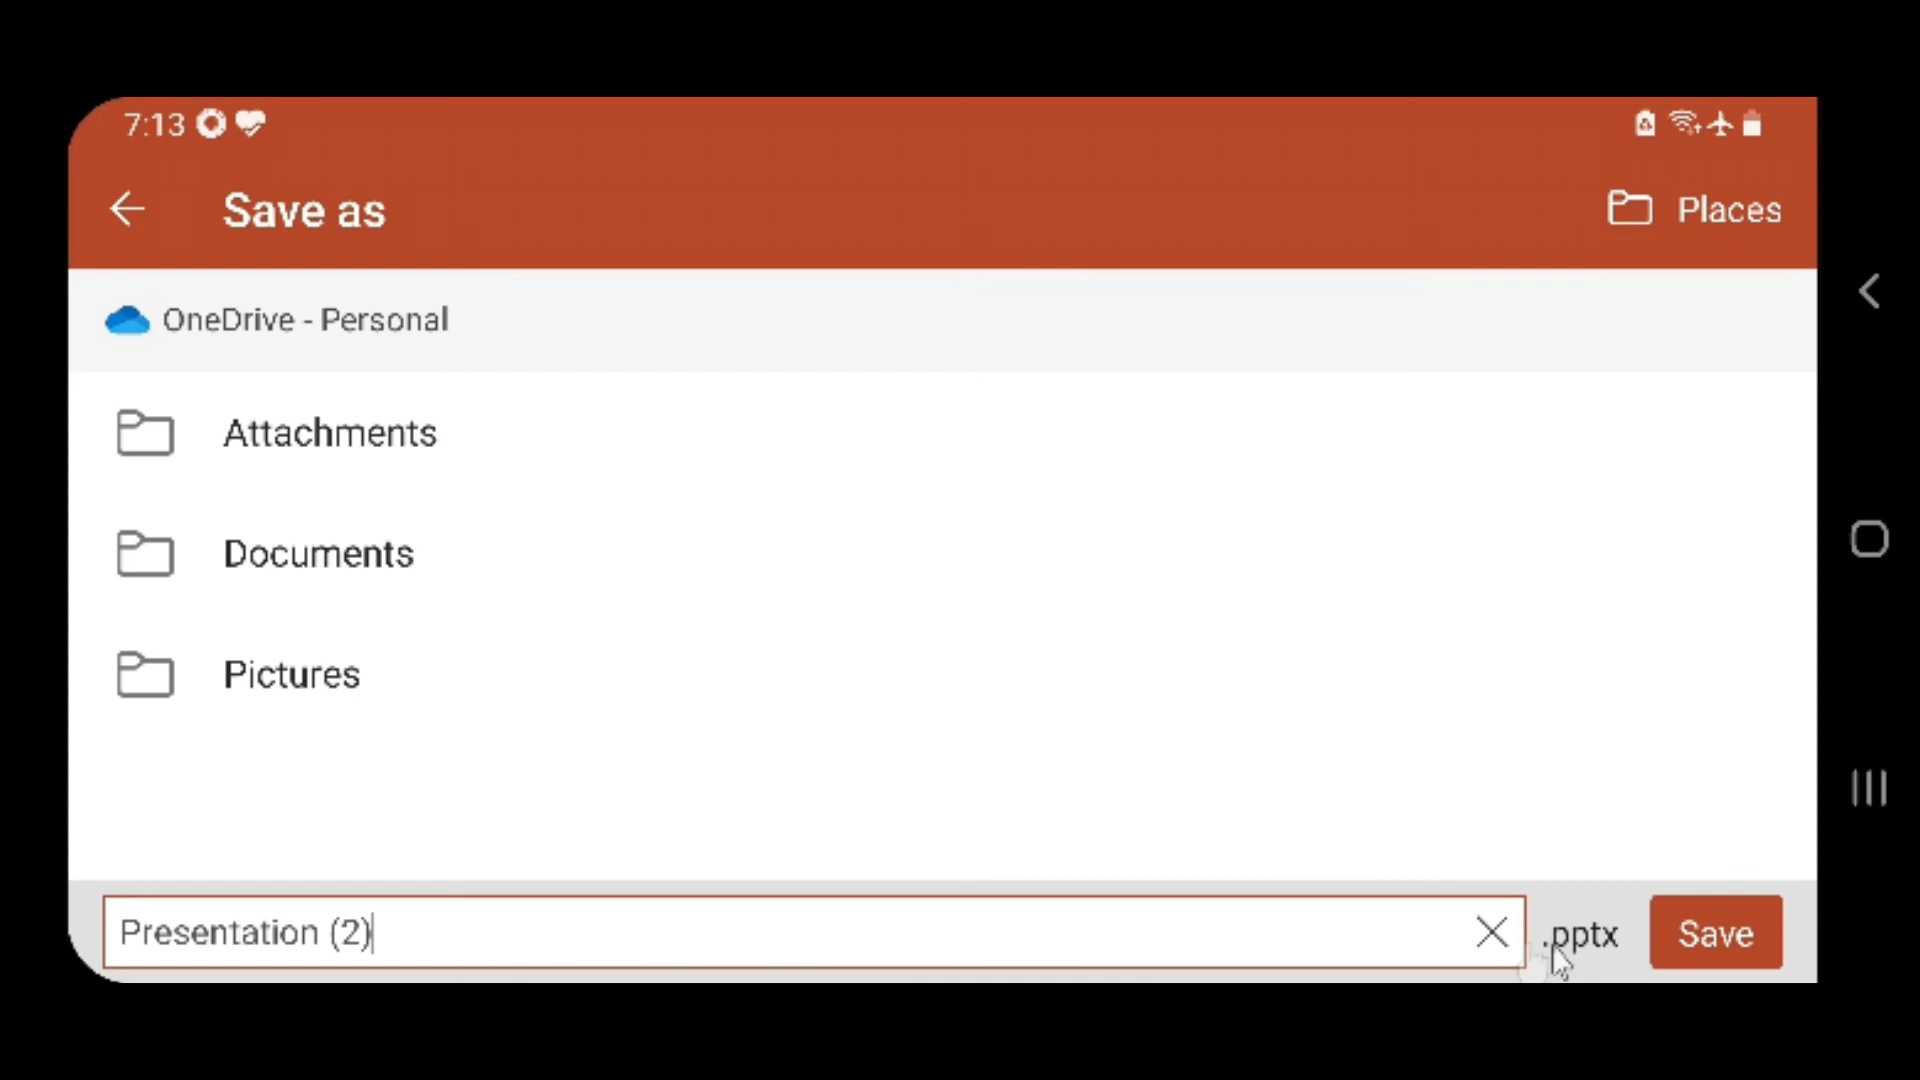 7:13
Save as
Places
OneDrive - Personal
Attachments
Documents
Pictures
Presentation (2)
.pptx
Save